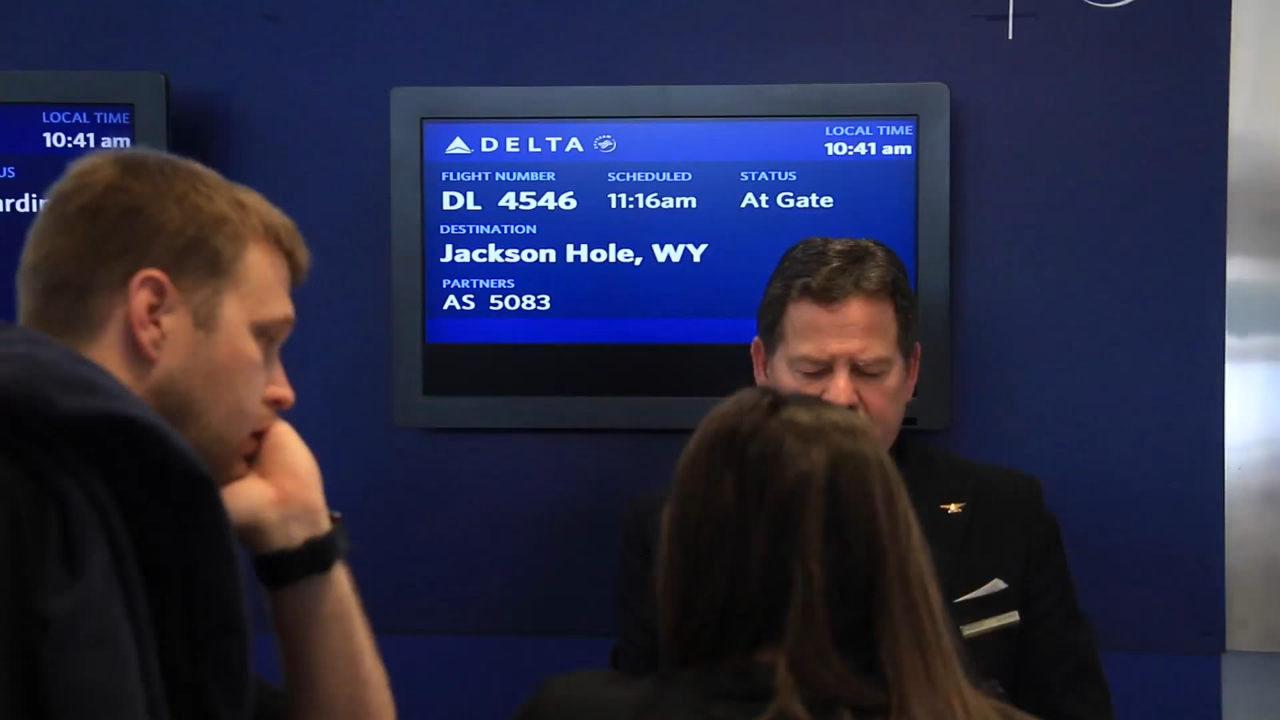 LOCAL TIME
10:41 am
DELTA
LOCAL TIME
10:41 am
FLIGHT NUMBER SCHEDULED STATUS
DL 4546 11:16am At Gate
DESTINATION
Jackson Hole, WY
PARTNERS
AS 5083